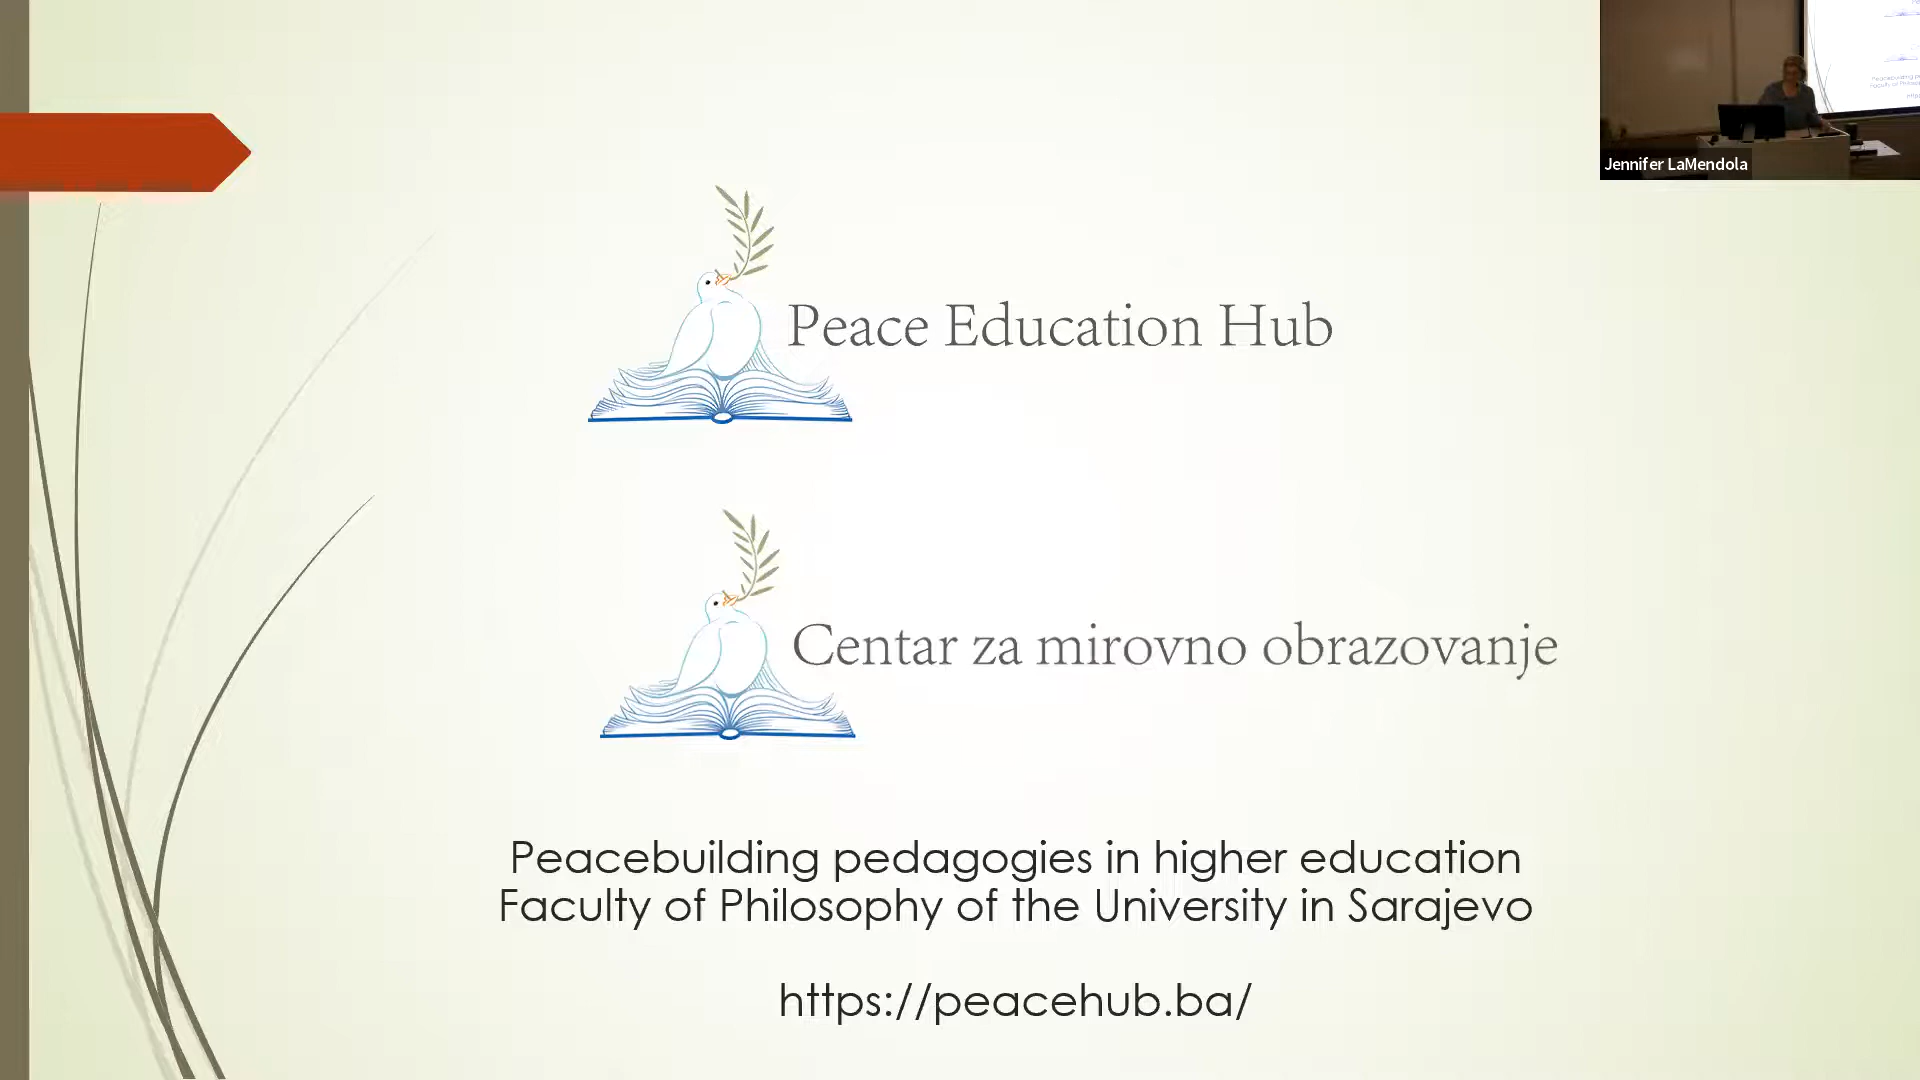 Jennifer LaMendola
Peace Education Hub
Centar za mirovno obrazovanje
Peacebuilding pedagogies in higher education
Faculty of Philosophy of the University in Sarajevo
https://peacehub.ba/